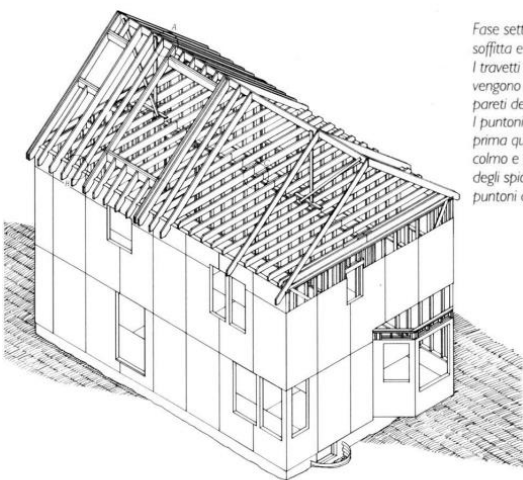 Fase sett
soffitta e
I travetti
vengono
pareti de
I puntoni
prima qu
colmo e
degli spic
puntoni c
A